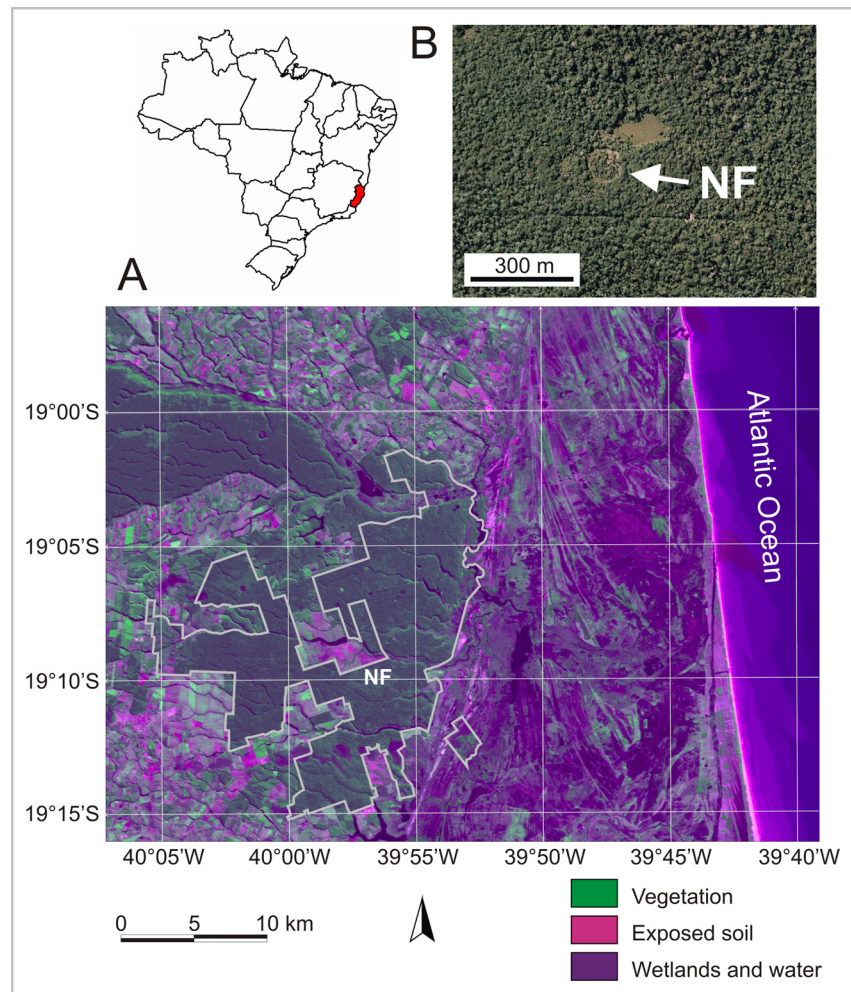 A
B
NF
300 m
19°00'S
19°05'S
19°10'S
19°15'S
Atlantic Ocean
NF
40°05'W 40°00'W 39°55'W 39°50'W 39°45'W 39°40'W
0 5 10 km
Vegetation
Exposed soil
Wetlands and water